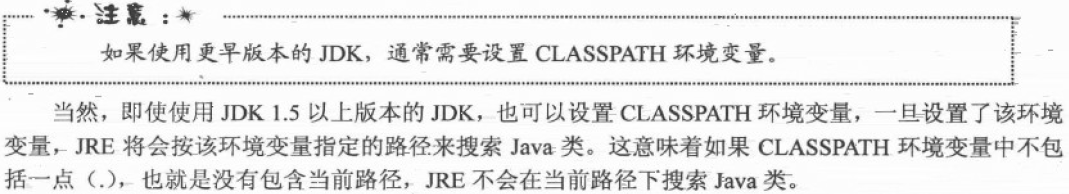 注意：
如果使用更早版本的 JDK，通常需要设置 CLASSPATH 环境变量。
当然，即使使用 JDK 1.5 以上版本的 JDK，也可以设置 CLASSPATH 环境变量，一旦设置了该环境
变量，JRE 将会按该环境变量指定的路径来搜索 Java 类。这意味着如果 CLASSPATH 环境变量中不包
括一点（.），也就是没有包含当前路径，JRE 不会在当前路径下搜索 Java 类。